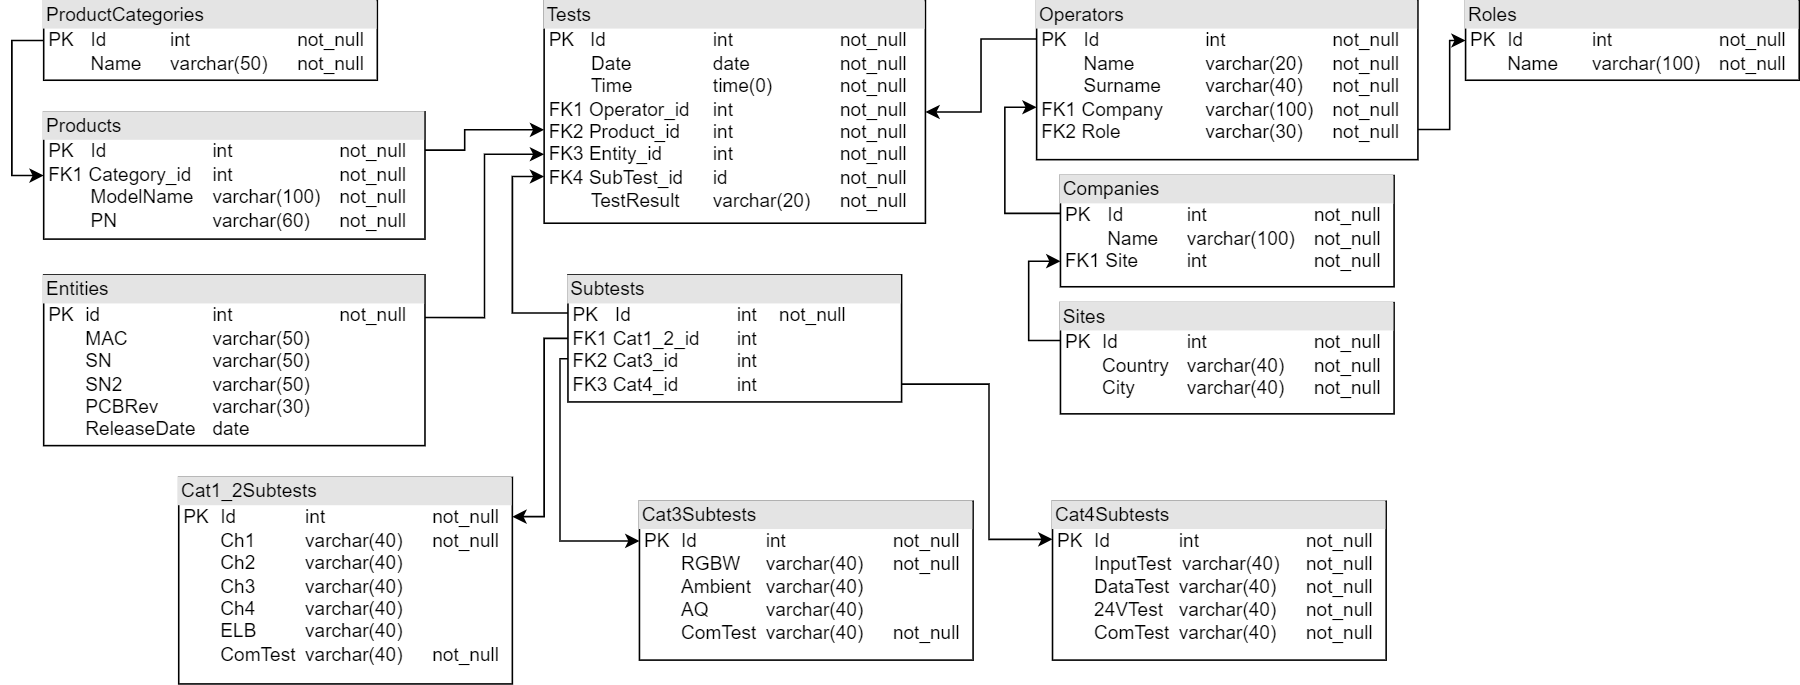 ProductCategories
PK Id int not_null
Name varchar(50) not_null
Products
PK Id int not_null
FK1 Category_id int not_null
ModelName varchar(100) not_null
PN varchar(60) not_null
Entities
PK id int not_null
MAC varchar(50)
SN varchar(50)
SN2 varchar(50)
PCBRev varchar(30)
ReleaseDate date
Tests
PK Id int not_null
Date date not_null
Time time(0) not_null
FK1 Operator_id int not_null
FK2 Product_id int not_null
FK3 Entity_id int not_null
FK4 SubTest_id id not_null
TestResult varchar(20) not_null
Subtests
PK Id int not_null
FK1 Cat1_2_id int
FK2 Cat3_id int
FK3 Cat4_id int
Operators
PK Id int not_null
Name varchar(20) not_null
Surname varchar(40) not_null
FK1 Company varchar(100) not_null
FK2 Role varchar(30) not_null
Roles
PK Id int not_null
Name varchar(100) not_null
Companies
PK Id int not_null
Name varchar(100) not_null
FK1 Site int not_null
Sites
PK Id int not_null
Country varchar(40) not_null
City varchar(40) not_null
Cat1_2Subtests
PK Id int not_null
Ch1 varchar(40) not_null
Ch2 varchar(40)
Ch3 varchar(40)
Ch4 varchar(40)
ELB varchar(40)
ComTest varchar(40) not_null
Cat3Subtests
PK Id int not_null
RGBW varchar(40) not_null
Ambient varchar(40)
AQ varchar(40)
ComTest varchar(40) not_null
Cat4Subtests
PK Id int not_null
InputTest varchar(40) not_null
DataTest varchar(40) not_null
24VTest varchar(40) not_null
ComTest varchar(40) not_null